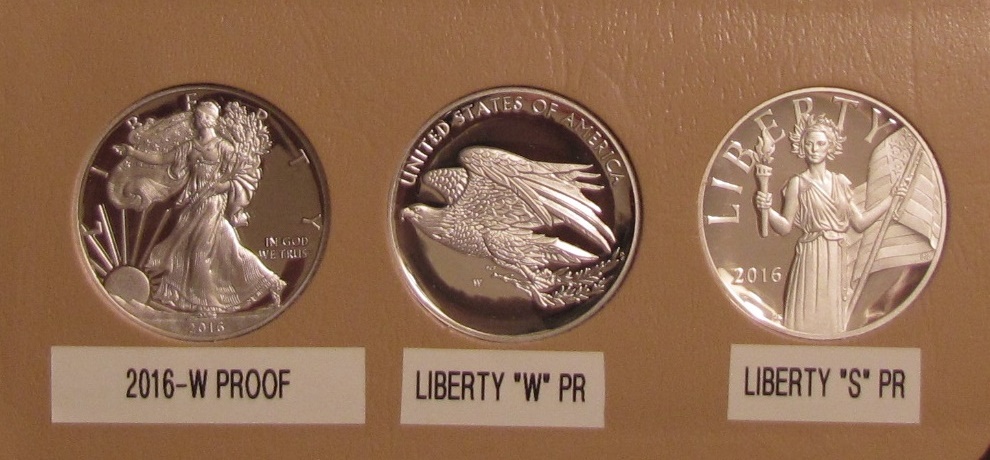 LIBERTY
IN GOD
WE TRUST
2016
UNITED STATES OF AMERICA
W
LIBERTY
2016
2016-W PROOF
LIBERTY "W" PR
LIBERTY "S" PR